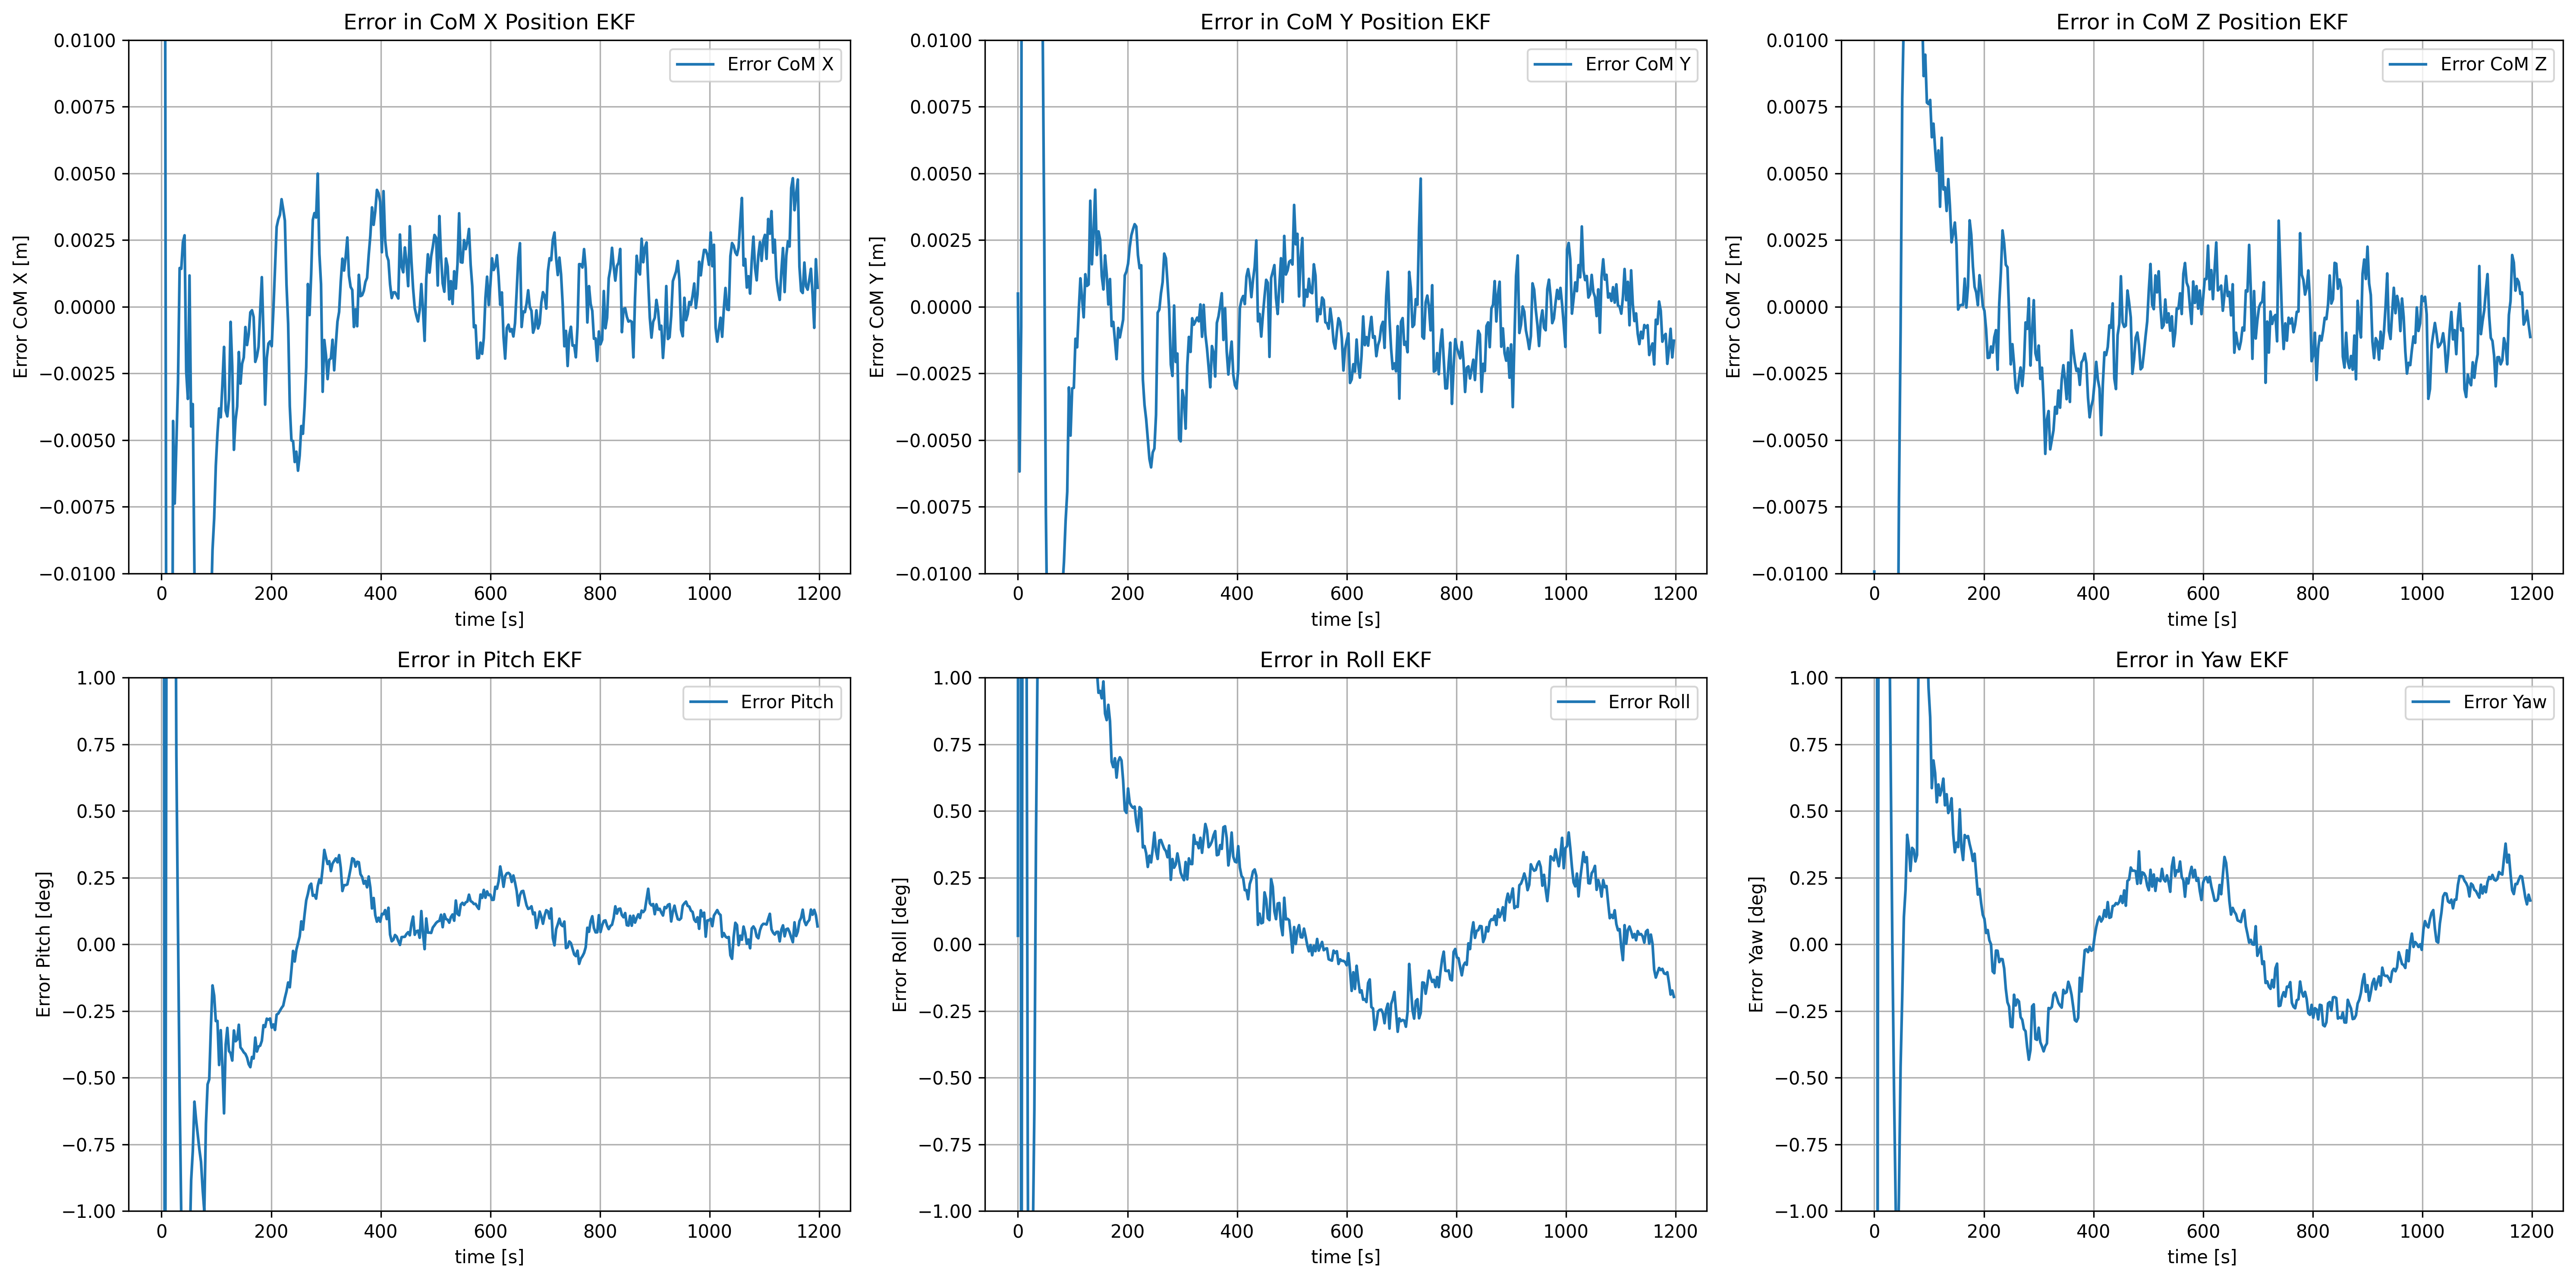 Error in CoM X Position EKF
Error CoM X
0.0100
0.0075
0.0050
0.0025
0.0000
−0.0025
−0.0050
−0.0075
−0.0100
Error CoM X [m]
0 200 400 600 800 1000 1200
time [s]
Error in CoM Y Position EKF
Error CoM Y
0.0100
0.0075
0.0050
0.0025
0.0000
−0.0025
−0.0050
−0.0075
−0.0100
Error CoM Y [m]
0 200 400 600 800 1000 1200
time [s]
Error in CoM Z Position EKF
Error CoM Z
0.0100
0.0075
0.0050
0.0025
0.0000
−0.0025
−0.0050
−0.0075
−0.0100
Error CoM Z [m]
0 200 400 600 800 1000 1200
time [s]
Error in Pitch EKF
Error Pitch
1.00
0.75
0.50
0.25
0.00
−0.25
−0.50
−0.75
−1.00
Error Pitch [deg]
0 200 400 600 800 1000 1200
time [s]
Error in Roll EKF
Error Roll
1.00
0.75
0.50
0.25
0.00
−0.25
−0.50
−0.75
−1.00
Error Roll [deg]
0 200 400 600 800 1000 1200
time [s]
Error in Yaw EKF
Error Yaw
1.00
0.75
0.50
0.25
0.00
−0.25
−0.50
−0.75
−1.00
Error Yaw [deg]
0 200 400 600 800 1000 1200
time [s]